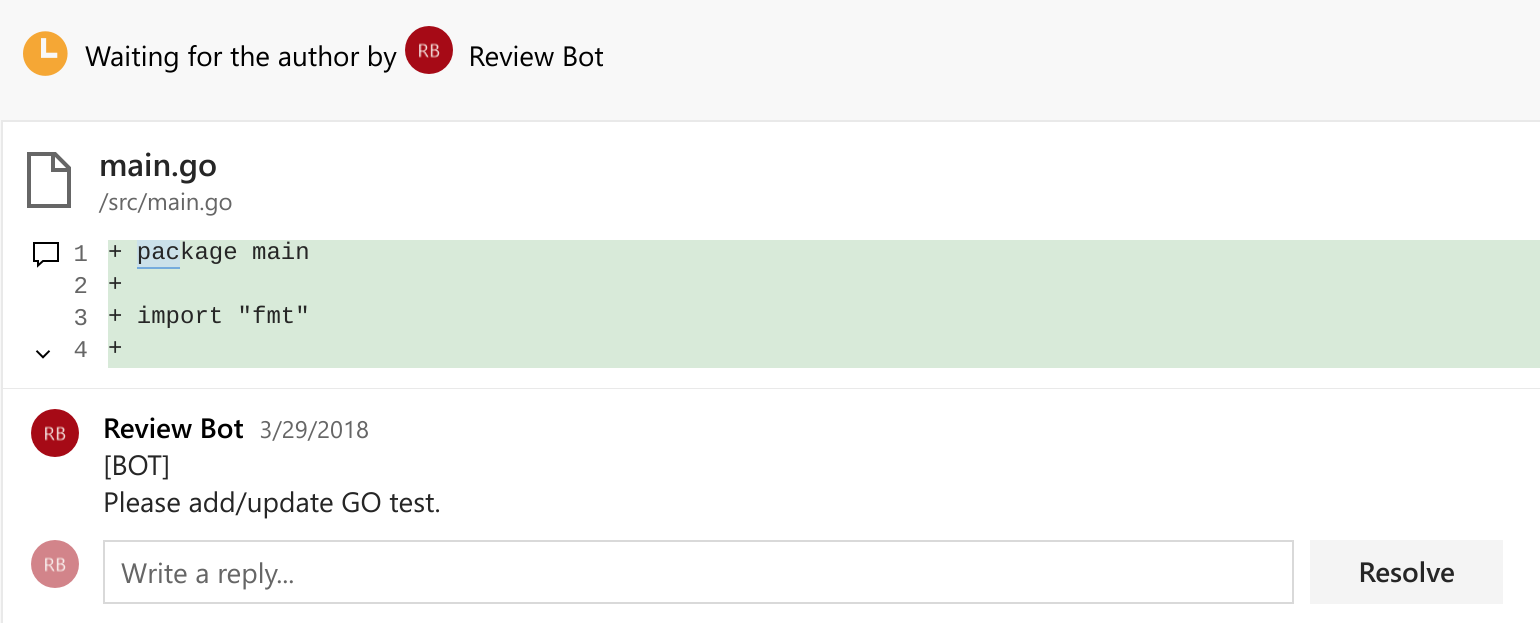 Waiting for the author by RB Review Bot
main.go
/src/main.go
1 + package main
2 +
3 + import "fmt"
4 +
RB Review Bot 3/29/2018
[BOT]
Please add/update GO test.
RB Write a reply... Resolve